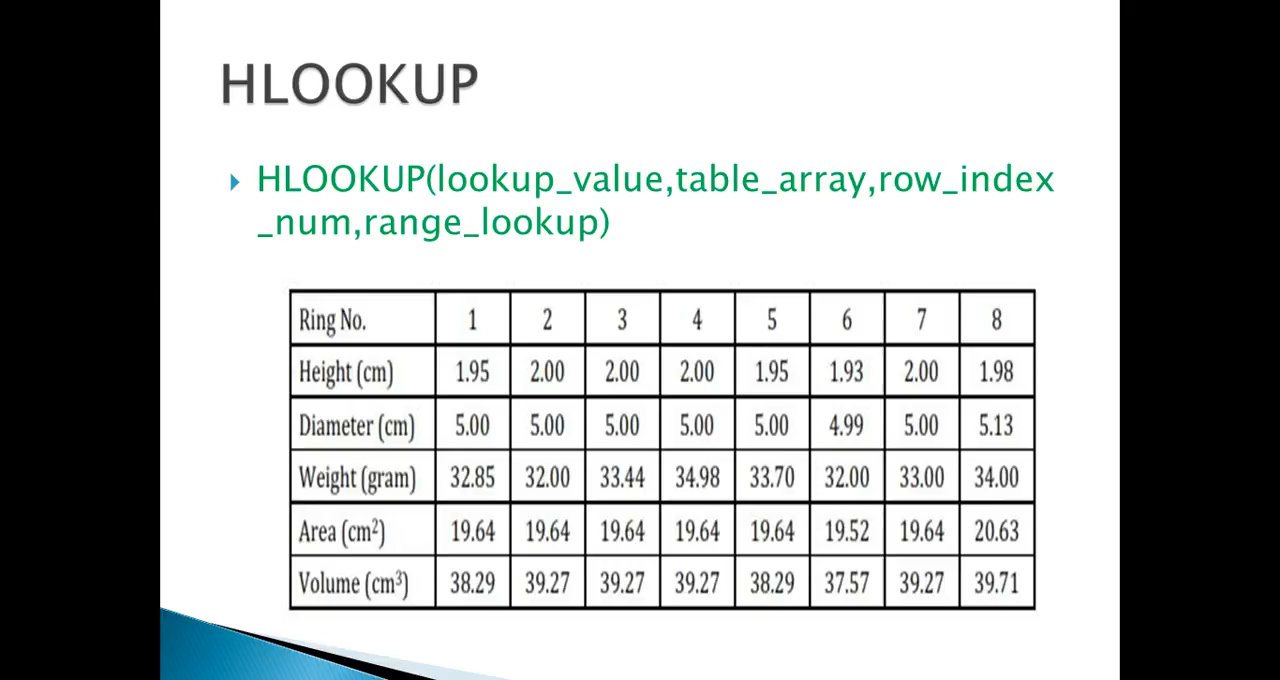 HLOOKUP
HLOOKUP(lookup_value,table_array,row_index
_num,range_lookup)
Ring No. 1 2 3 4 5 6 7 8
Height (cm) 1.95 2.00 2.00 2.00 1.95 1.93 2.00 1.98
Diameter (cm) 5.00 5.00 5.00 5.00 5.00 4.99 5.00 5.13
Weight (gram) 32.85 32.00 33.44 34.98 33.70 32.00 33.00 34.00
Area (cm²) 19.64 19.64 19.64 19.64 19.64 19.52 19.64 20.63
Volume (cm³) 38.29 39.27 39.27 39.27 38.29 37.57 39.27 39.71